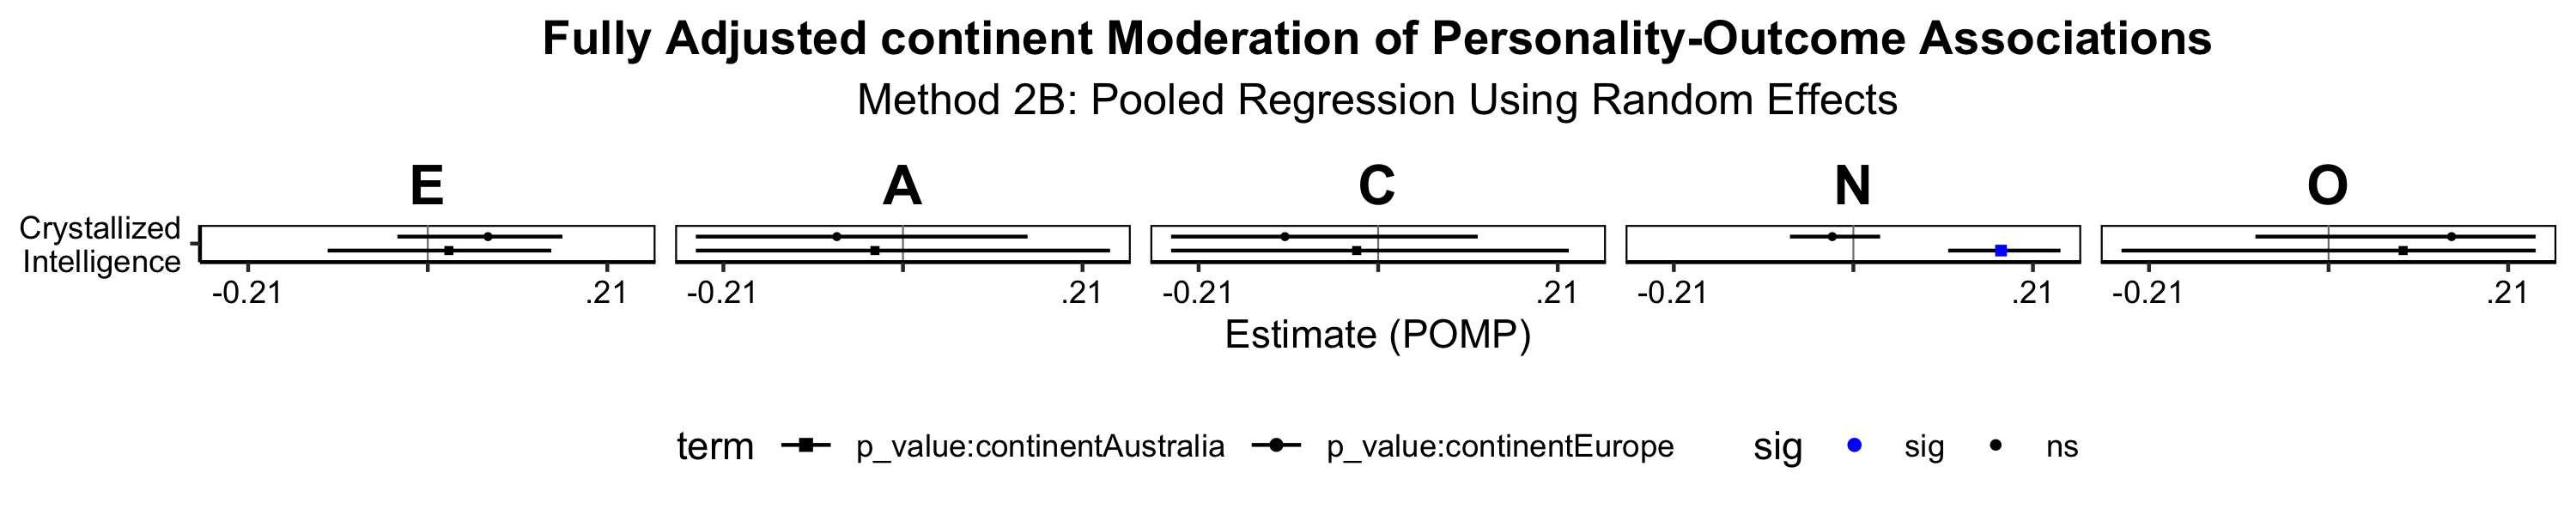 Fully Adjusted continent Moderation of Personality-Outcome Associations
Method 2B: Pooled Regression Using Random Effects
E A C N O
Crystallized
Intelligence
-0.21 .21 -0.21 .21 -0.21 .21 -0.21 .21 -0.21 .21
Estimate (POMP)
term p_value:continentAustralia p_value:continentEurope sig sig ns